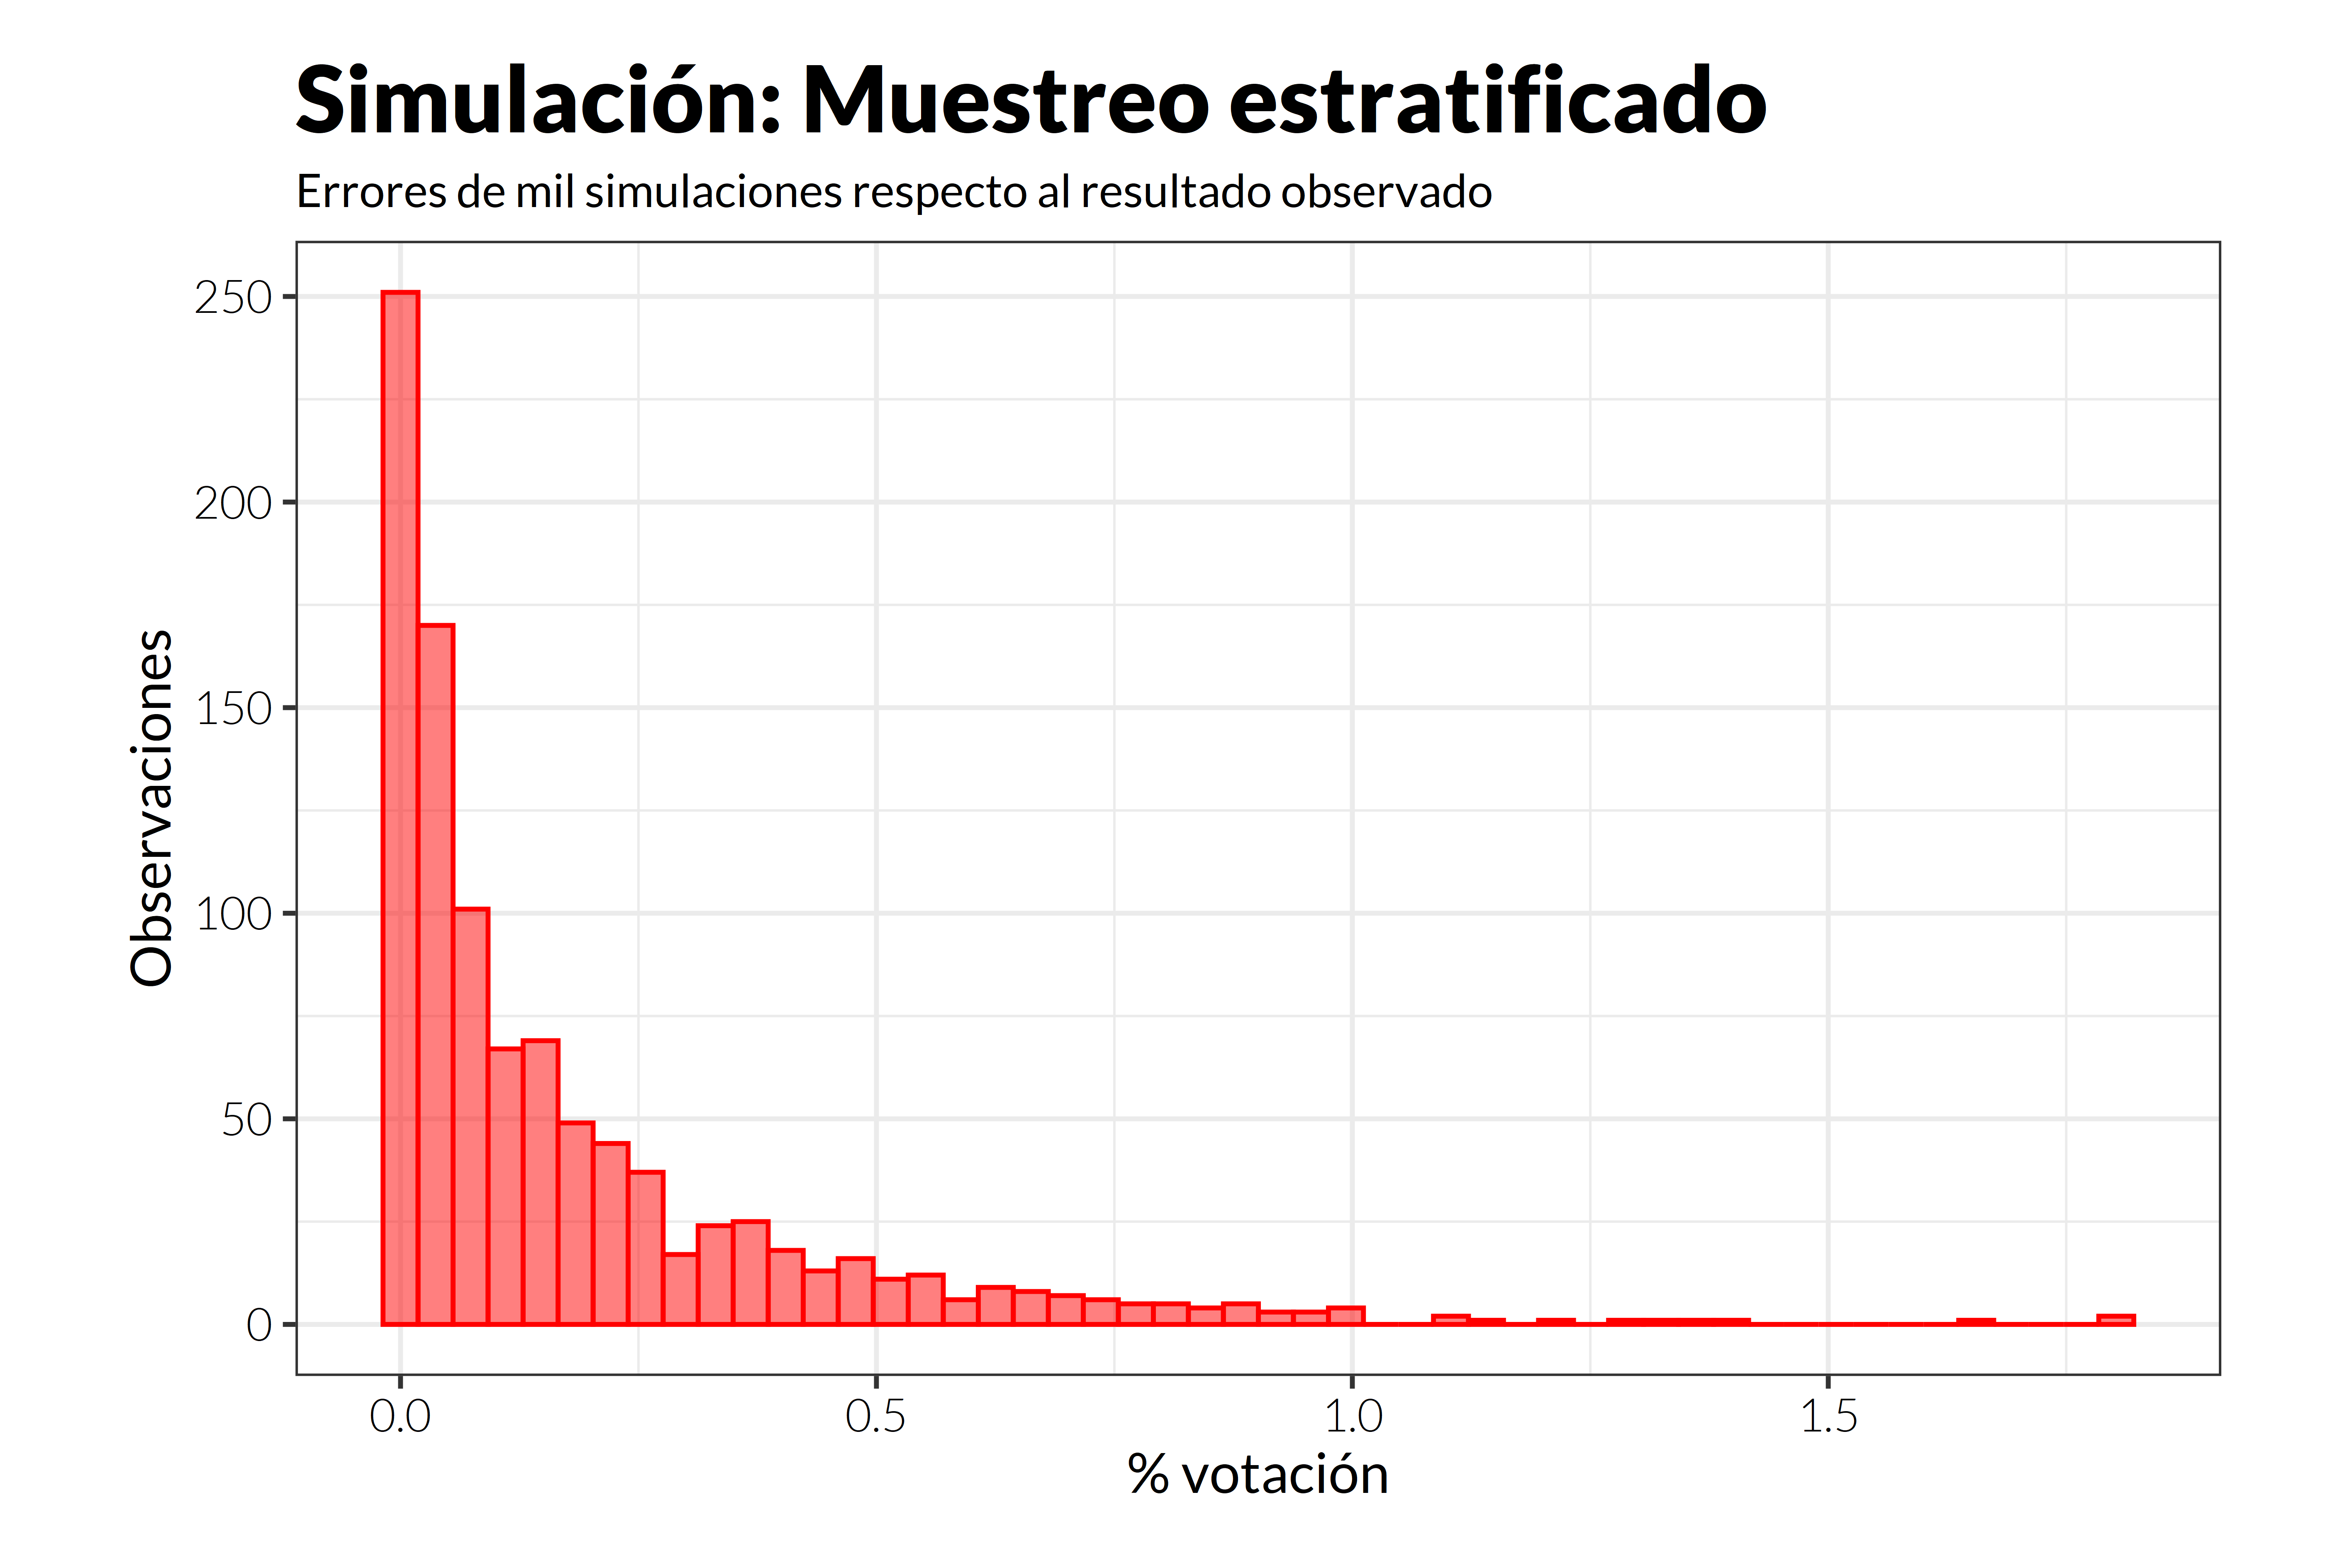 Simulación: Muestreo estratificado
Errores de mil simulaciones respecto al resultado observado
Observaciones
250
200
150
100
50
0
0.0 0.5 1.0 1.5
% votación